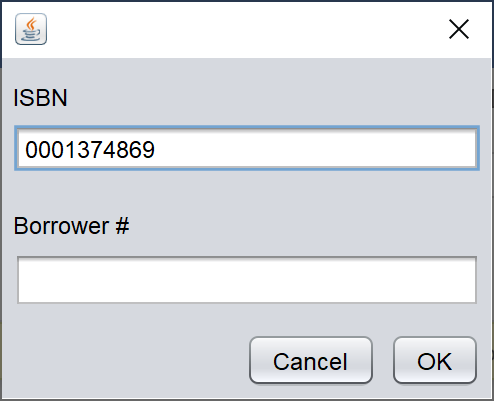 ISBN
0001374869
Borrower #
Cancel OK